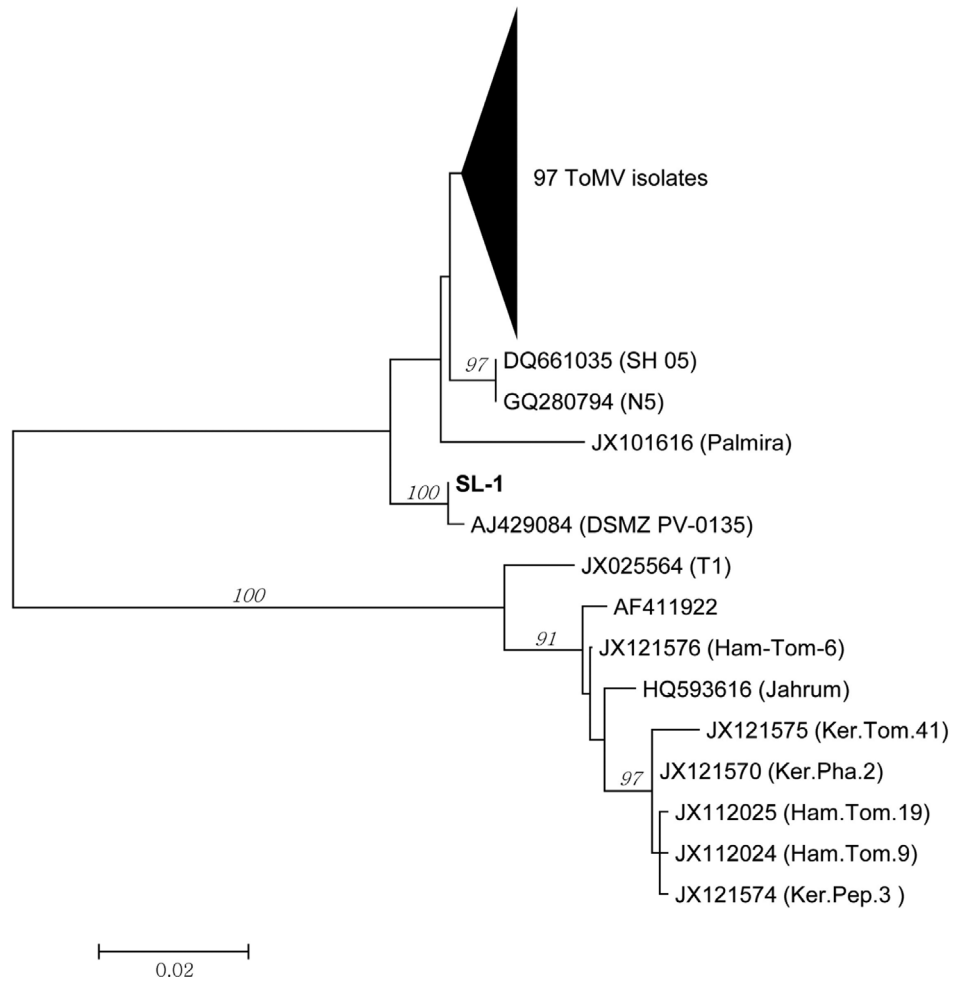 97 ToMV isolates
97
DQ661035 (SH 05)
GQ280794 (N5)
JX101616 (Palmira)
100
SL-1
AJ429084 (DSMZ PV-0135)
JX025564 (T1)
100
AF411922
91
JX121576 (Ham-Tom-6)
HQ593616 (Jahrum)
JX121575 (Ker.Tom.41)
97
JX121570 (Ker.Pha.2)
JX112025 (Ham.Tom.19)
JX112024 (Ham.Tom.9)
JX121574 (Ker.Pep.3 )
0.02